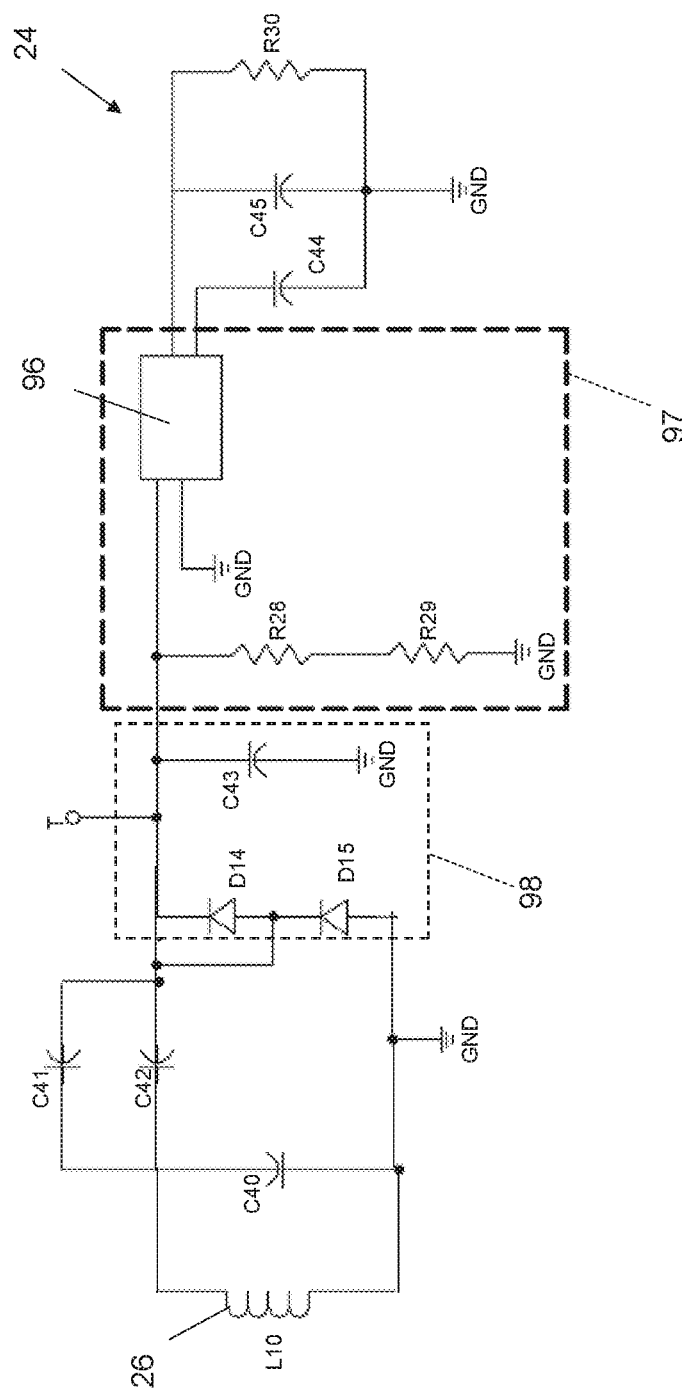 24
R30
C45
C44
GND
96
97
GND
R28
R29
GND
T
C43
GND
D14
D15
98
C41
C42
GND
C40
26
L10